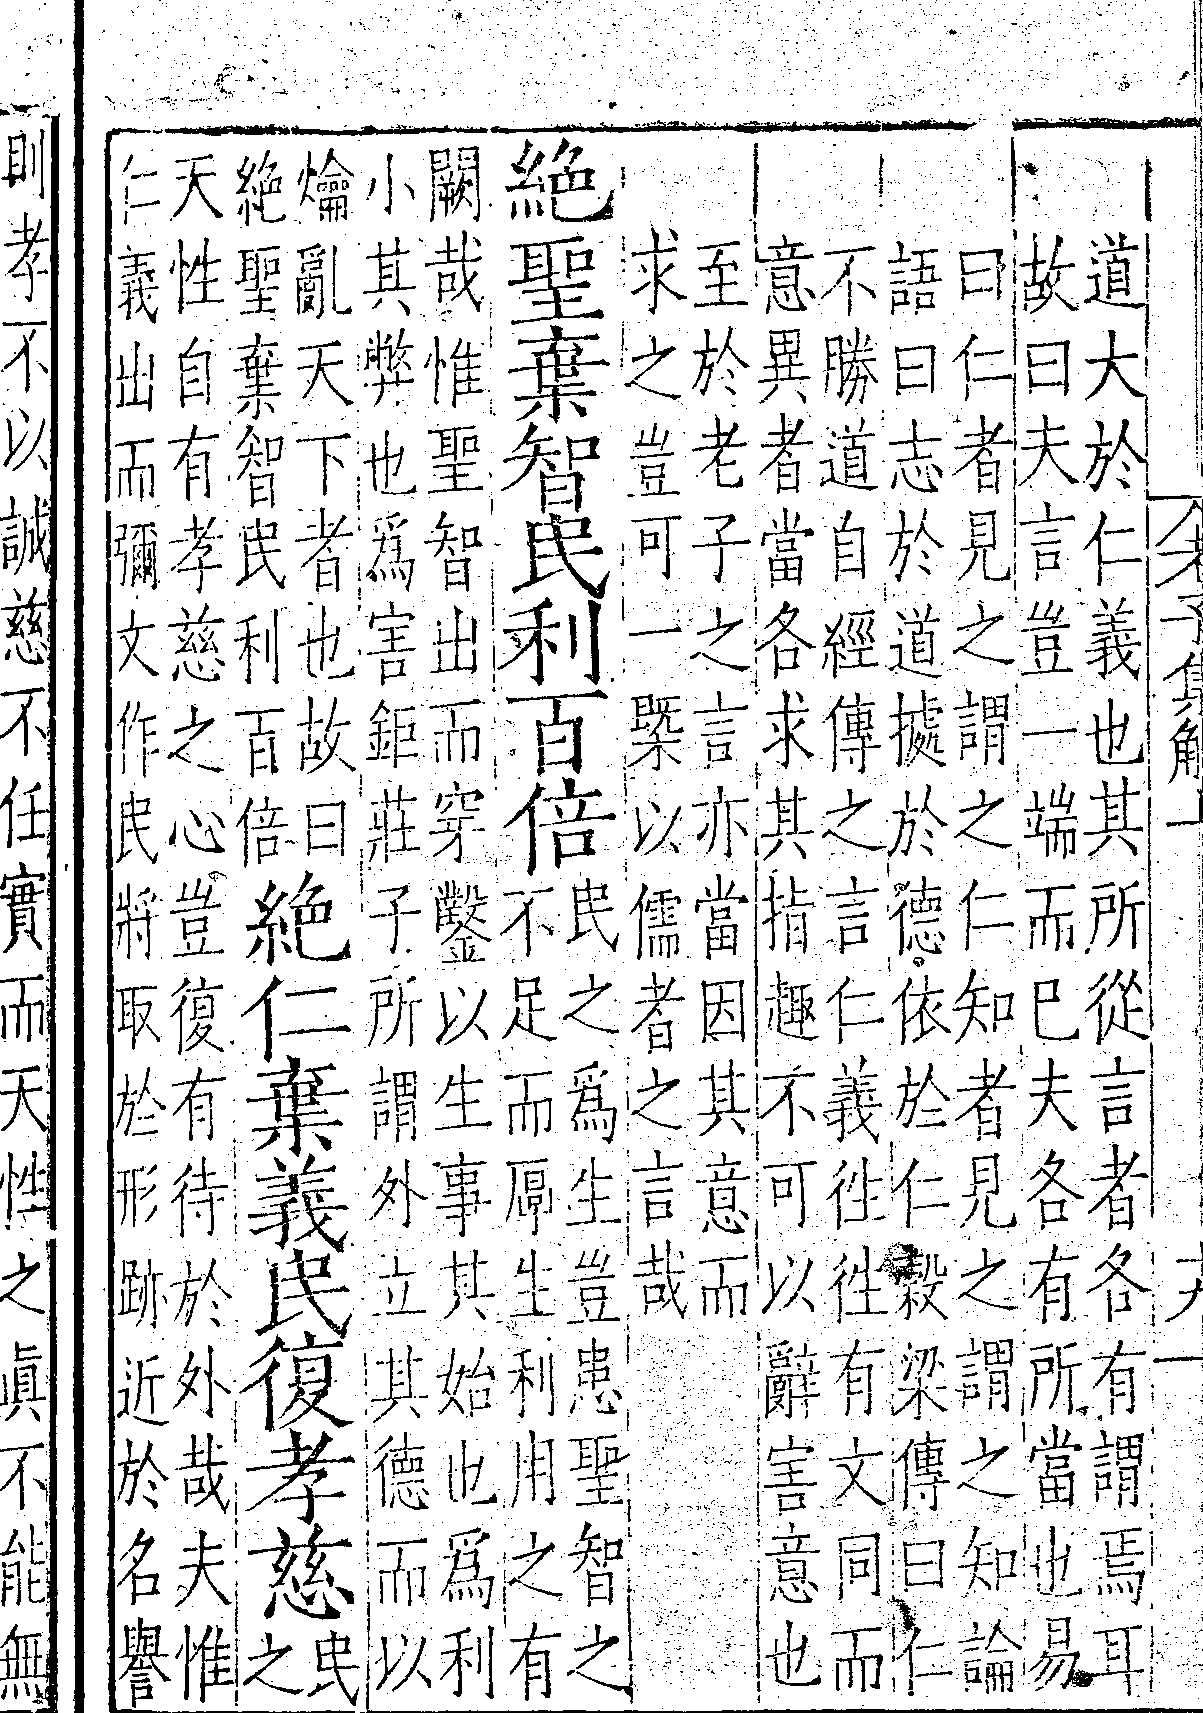 老子集解上
道大於仁義也其所從言者各有謂焉耳
故曰夫言豈一端而已夫各有所當也易
曰仁者見之謂之仁知者見之謂之知論
語曰志於道據於德依於仁穀梁傳曰仁
不勝道自經傳之言仁義徃徃有文同而
意異者當各求其指趣不可以辭害意也
至於老子之言亦當因其意而
求之豈可一槩以儒者之言哉
絶聖棄智民利百倍
民之爲生豈患聖智之
不足而厚生利用之有
闕哉惟聖智出而穿鑿以生事其始也爲利
小其弊也爲害鉅莊子所謂外立其德而以
爚亂天下者也故曰
絶聖棄智民利百倍
絶仁棄義民復孝慈
民
之
天性自有孝慈之心豈復有待於外哉夫惟
仁義出而彌文作民將取於形跡近於名譽
則孝不以誠慈不任實而天性之眞不能無